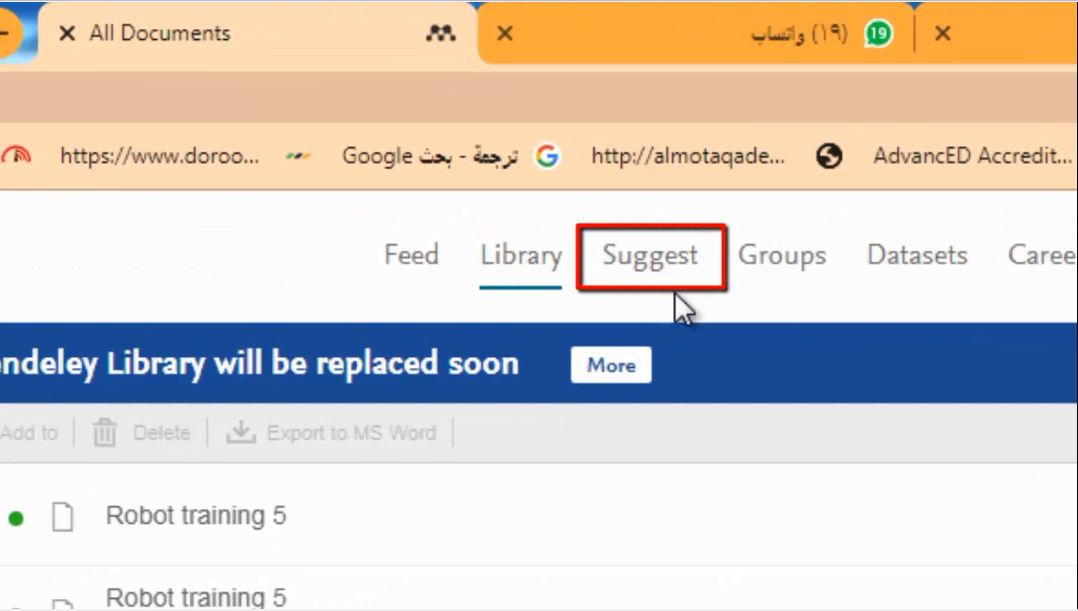 All Documents
(١٩) واتساب
19
https://www.doroo...
ترجمة - بحث Google
http://almotaqade...
AdvancED Accredit...
Feed Library Suggest Groups Datasets Caree
endeley Library will be replaced soon More
Add to Delete Export to MS Word
Robot training 5
Robot training 5